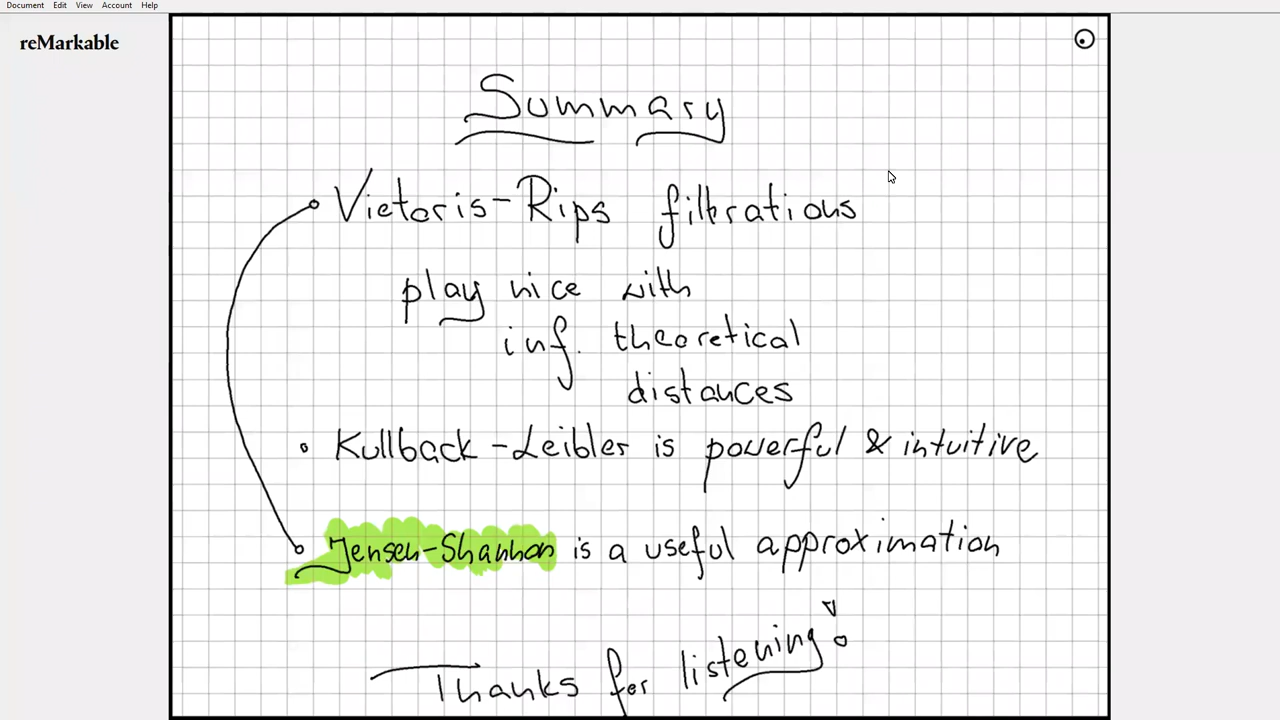 Document Edit View Account Help
reMarkable
Summary
Vietoris-Rips filtrations
play nice with
inf. theoretical
distances
Kullback-Leibler is powerful & intuitive
Jensen-Shannon is a useful approximation
Thanks for listening!